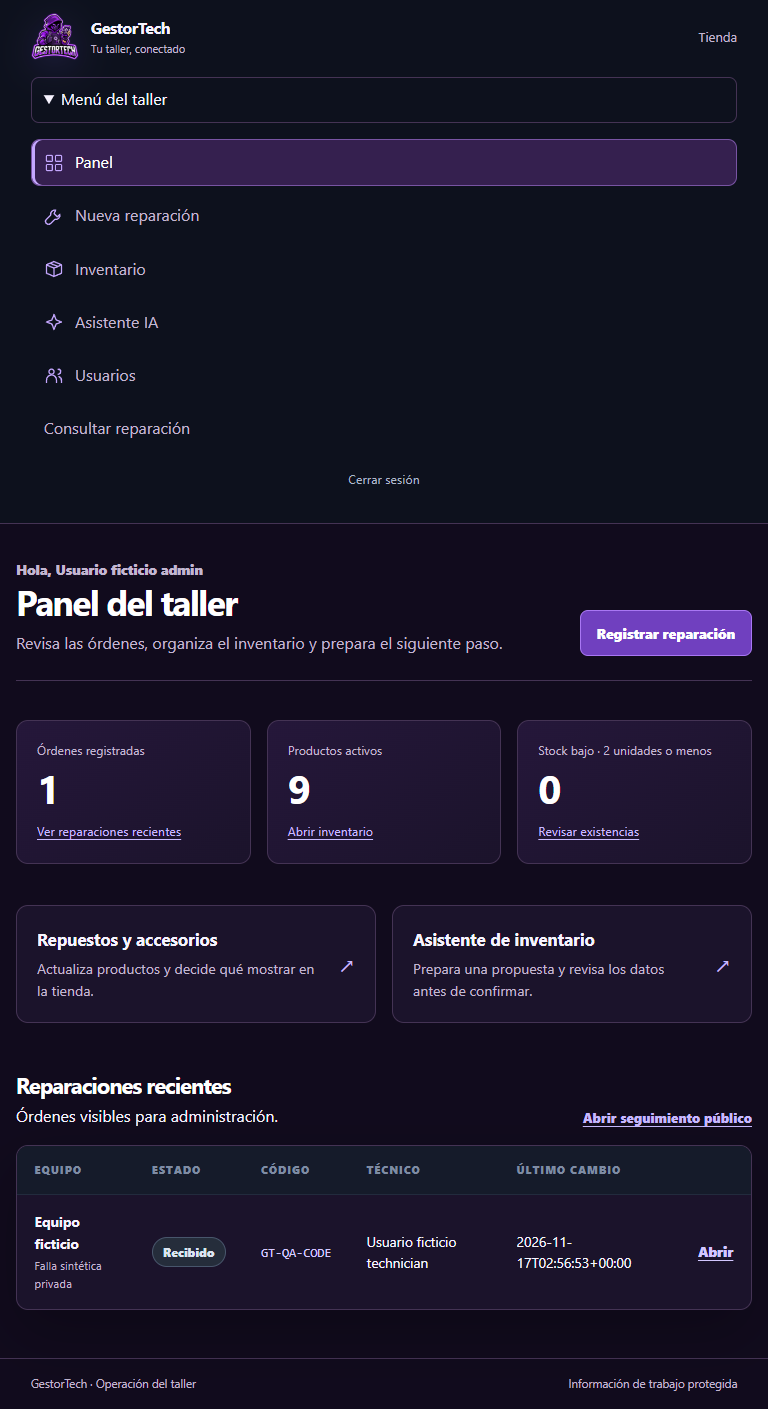 GESTORTECH
GestorTech
Tu taller, conectado
Tienda
▼ Menú del taller
Panel
Nueva reparación
Inventario
Asistente IA
Usuarios
Consultar reparación
Cerrar sesión
Hola, Usuario ficticio admin
Panel del taller
Revisa las órdenes, organiza el inventario y prepara el siguiente paso.
Registrar reparación
Órdenes registradas
1
Ver reparaciones recientes
Productos activos
9
Abrir inventario
Stock bajo · 2 unidades o menos
0
Revisar existencias
Repuestos y accesorios
Actualiza productos y decide qué mostrar en
la tienda.
↗
Asistente de inventario
Prepara una propuesta y revisa los datos
antes de confirmar.
↗
Reparaciones recientes
Órdenes visibles para administración.
Abrir seguimiento público
EQUIPO ESTADO CÓDIGO TÉCNICO ÚLTIMO CAMBIO
Equipo
ficticio
Falla sintética
privada
Recibido
GT-QA-CODE
Usuario ficticio
technician
2026-11-
17T02:56:53+00:00
Abrir
GestorTech · Operación del taller
Información de trabajo protegida